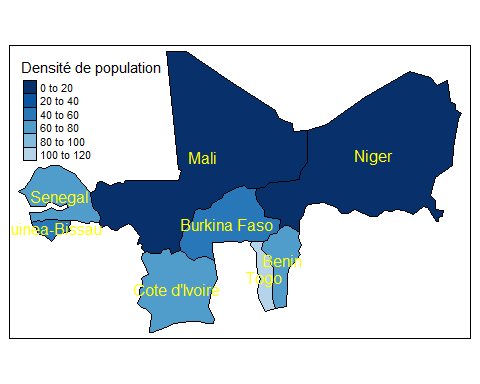 Densité de population
0 to 20
20 to 40
40 to 60
60 to 80
80 to 100
100 to 120
Mali
Niger
Senegal
uinea-Bissau
Burkina Faso
Benin
Togo
Cote d'Ivoire